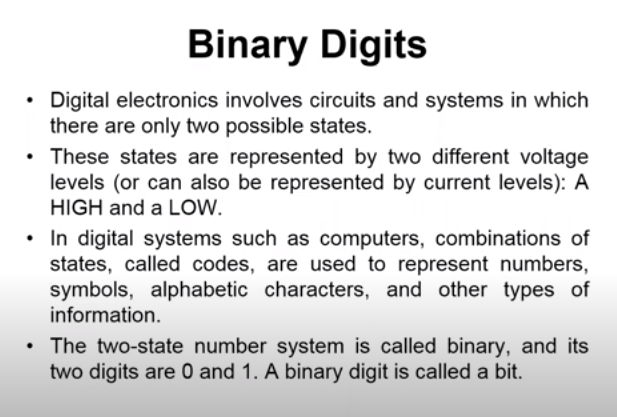 Binary Digits
• Digital electronics involves circuits and systems in which
there are only two possible states.
• These states are represented by two different voltage
levels (or can also be represented by current levels): A
HIGH and a LOW.
• In digital systems such as computers, combinations of
states, called codes, are used to represent numbers,
symbols, alphabetic characters, and other types of
information.
• The two-state number system is called binary, and its
two digits are 0 and 1. A binary digit is called a bit.